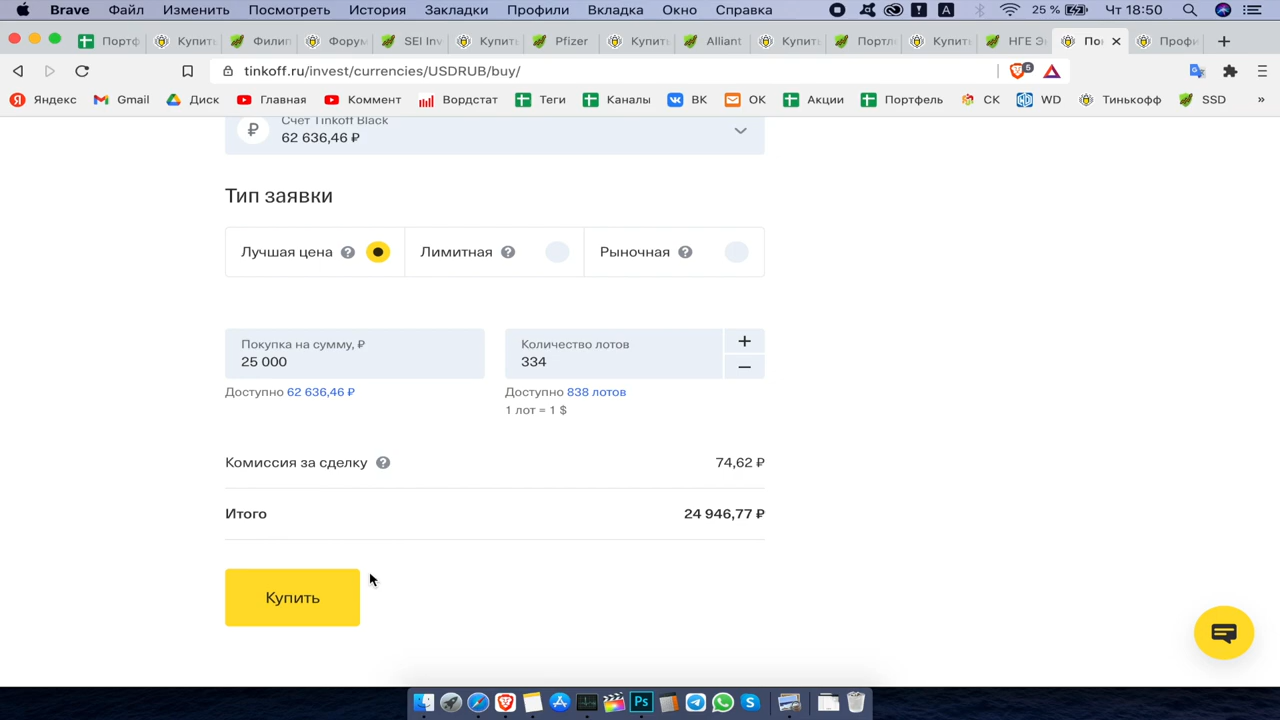 Brave Файл Изменить Просмотреть История Закладки Профили Вкладка Окно Справка 25 % Чт 18:50
Портф Купить Филип Форум SEI Inv Купить Pfizer Купить Alliant Купить Портл Купить НГЕ Э По Профи
tinkoff.ru/invest/currencies/USDRUB/buy/ 5
Яндекс Gmail Диск Главная Коммент Вордстат Теги Каналы ВК ОК Акции Портфель СК WD Тинькофф SSD »
Счет Tinkoff Black
₽ 62 636,46 ₽
Тип заявки
Лучшая цена ? Лимитная ? Рыночная ?
Покупка на сумму, ₽ Количество лотов
25 000 334
Доступно 62 636,46 ₽ Доступно 838 лотов
1 лот = 1 $
Комиссия за сделку ? 74,62 ₽
Итого 24 946,77 ₽
Купить
Ps